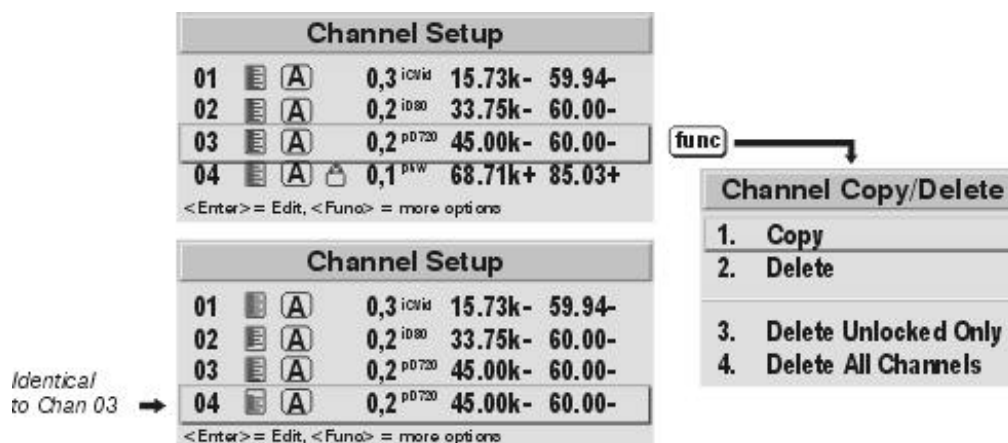 Channel Setup
01 A 0,3 iCVid 15.73k- 59.94-
02 A 0,2 iD80 33.75k- 60.00-
03 A 0,2 pD720 45.00k- 60.00-
04 A 0,1 68.71k+ 85.03+
<Enter>= Edit, <Func> = more options
func
Channel Copy/Delete
1. Copy
2. Delete
3. Delete Unlocked Only
4. Delete All Channels
Channel Setup
01 A 0,3 iCVid 15.73k- 59.94-
02 A 0,2 iD80 33.75k- 60.00-
03 A 0,2 pD720 45.00k- 60.00-
04 A 0,2 pD720 45.00k- 60.00-
<Enter>= Edit, <Func> = more options
Identical
to Chan 03